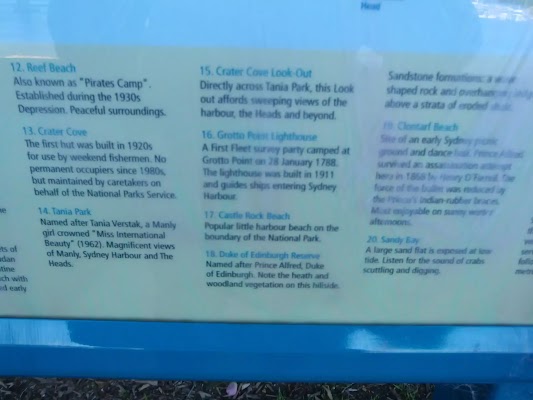 Head
12. Reef Beach
Also known as "Pirates Camp".
Established during the 1930s
Depression. Peaceful surroundings.
13. Crater Cove
The first hut was built in 1920s
for use by weekend fishermen. No
permanent occupiers since 1980s,
but maintained by caretakers on
behalf of the National Parks Service.
14. Tania Park
Named after Tania Verstak, a Manly
girl crowned "Miss International
Beauty" (1962). Magnificent views
of Manly, Sydney Harbour and The
Heads.
15. Crater Cove Look-Out
Directly across Tania Park, this Look
out affords sweeping views of the
harbour, the Heads and beyond.
16. Grotto Point Lighthouse
A First Fleet survey party camped at
Grotto Point on 28 January 1788.
The lighthouse was built in 1911
and guides ships entering Sydney
Harbour.
17. Castle Rock Beach
Popular little harbour beach on the
boundary of the National Park.
18. Duke of Edinburgh Reserve
Named after Prince Alfred, Duke
of Edinburgh. Note the heath and
woodland vegetation on this hillside.
Sandstone formations: a
shaped rock and overhanging
above a strata of eroded
19. Clontarf Beach
Site of an early Sydney picnic
ground and dance hall. Prince Alfred
survived an assassination attempt
here in 1868 by Henry O'Farrell. The
force of the bullet was reduced by
the Prince's Indian-rubber braces.
Most enjoyable on sunny winter
afternoons.
20. Sandy Bay
A large sand flat is exposed at low
tide. Listen for the sound of crabs
scuttling and digging.